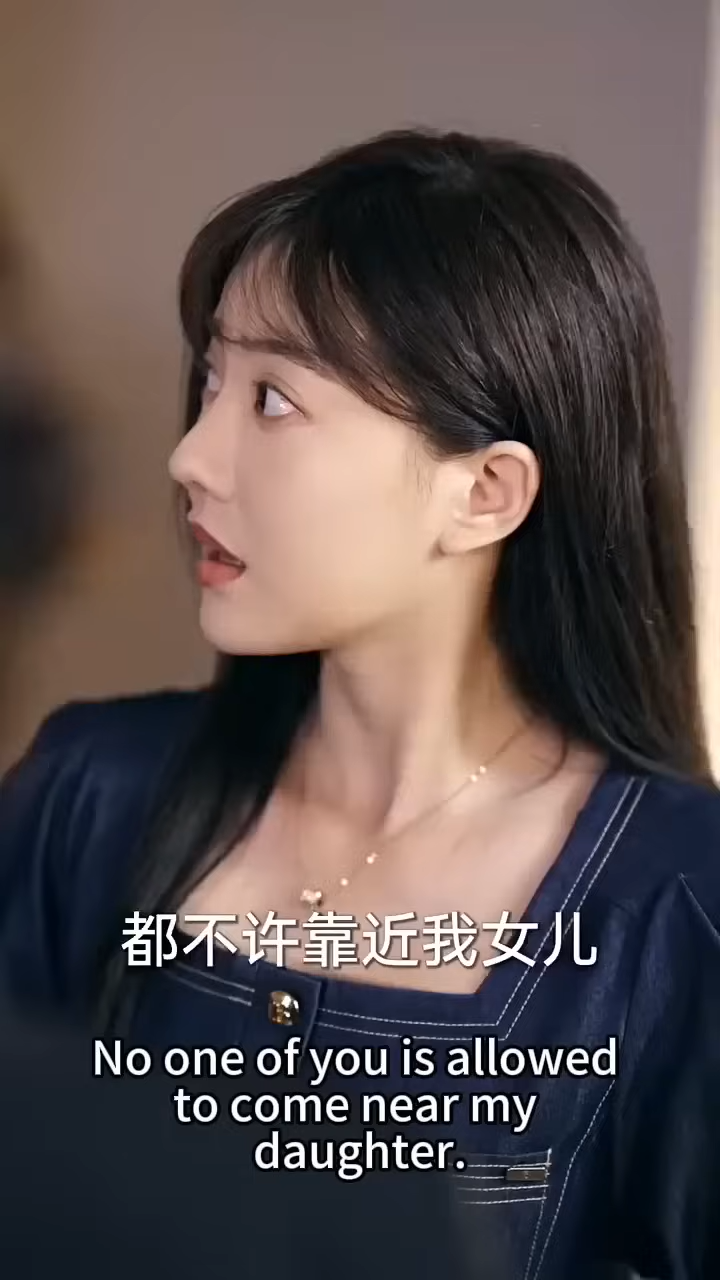 都不许靠近我女儿
No one of you is allowed
to come near my
daughter.